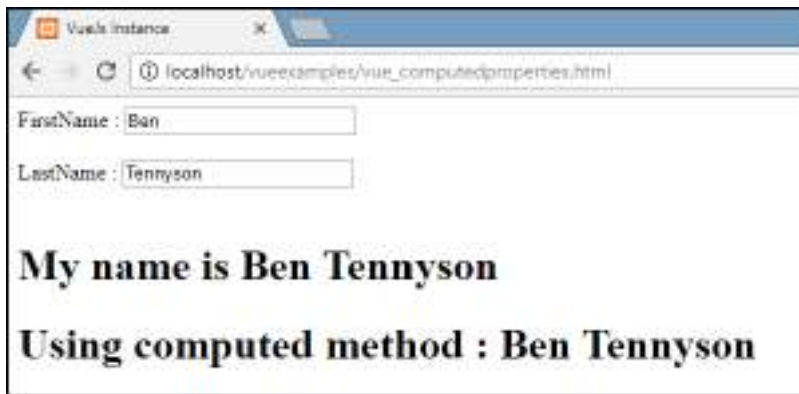 VueJs Instance
localhost/vueexamples/vue_computedproperties.html
FirstName : Ben
LastName : Tennyson
My name is Ben Tennyson
Using computed method : Ben Tennyson